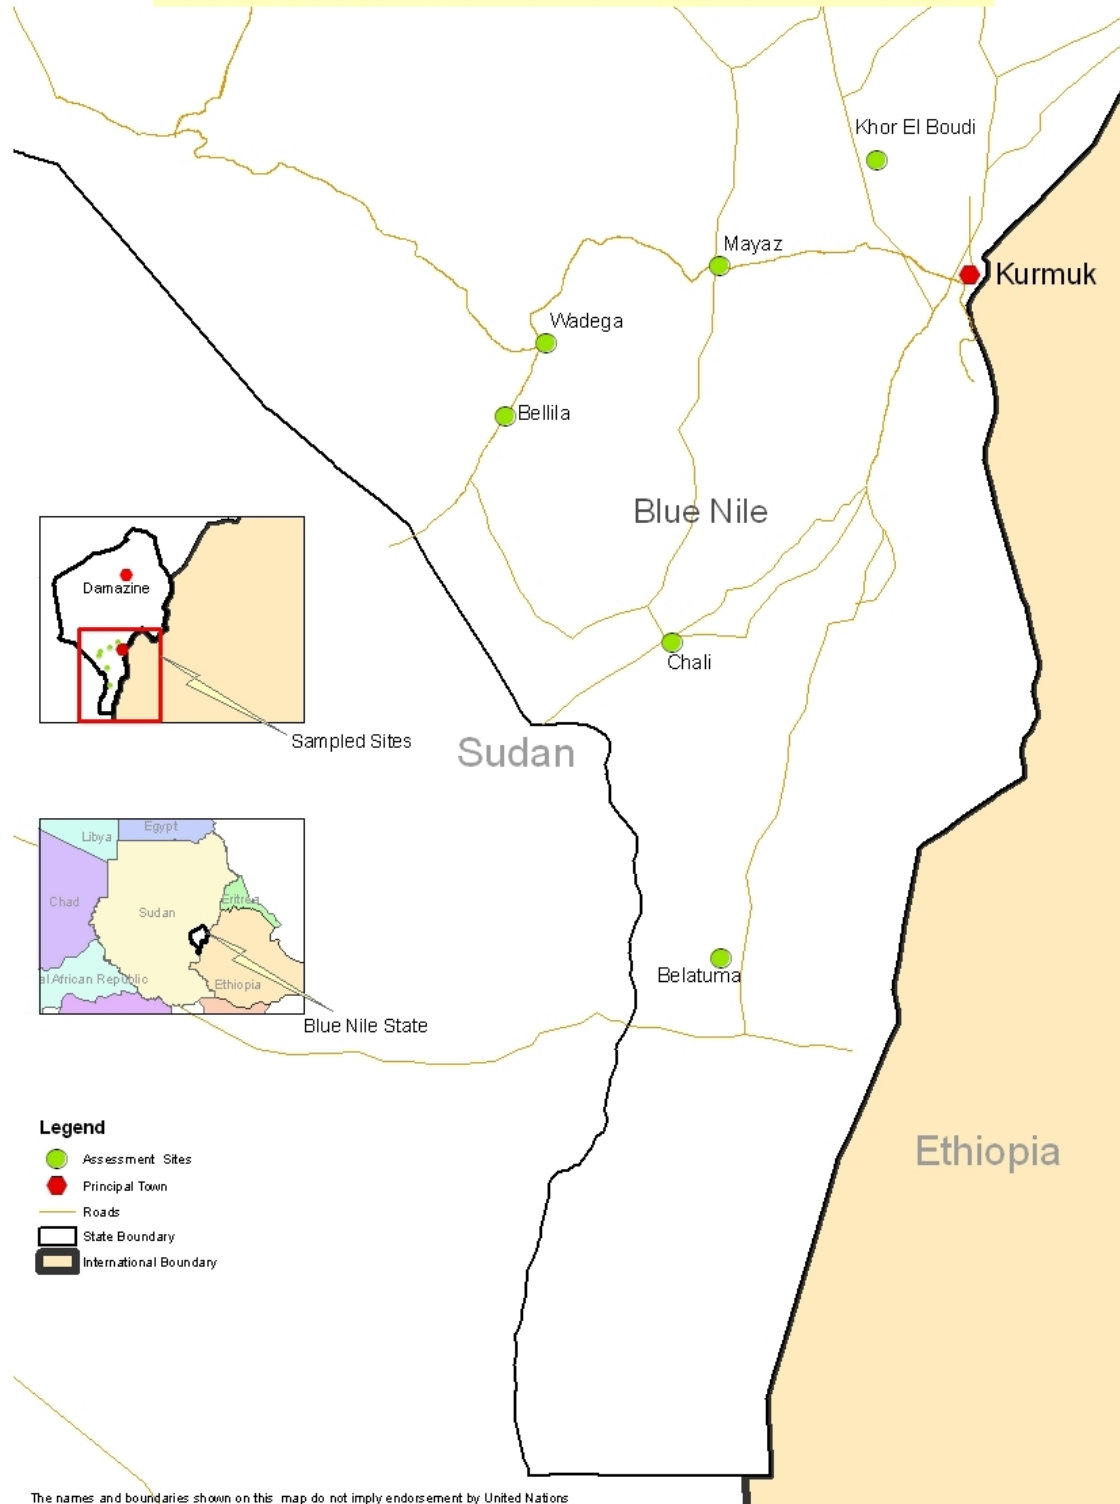 Khor El Boudi
Mayaz
Kurmuk
Wadega
Bellila
Blue Nile
Damazine
Chali
Sampled Sites
Sudan
Egypt
Libya
Chad
Sudan
Eritrea
al African Republic
Ethiopia
Belatuma
Blue Nile State
Legend
Assessment Sites
Principal Town
Roads
State Boundary
International Boundary
Ethiopia
The names and boundaries shown on this map do not imply endorsement by United Nations